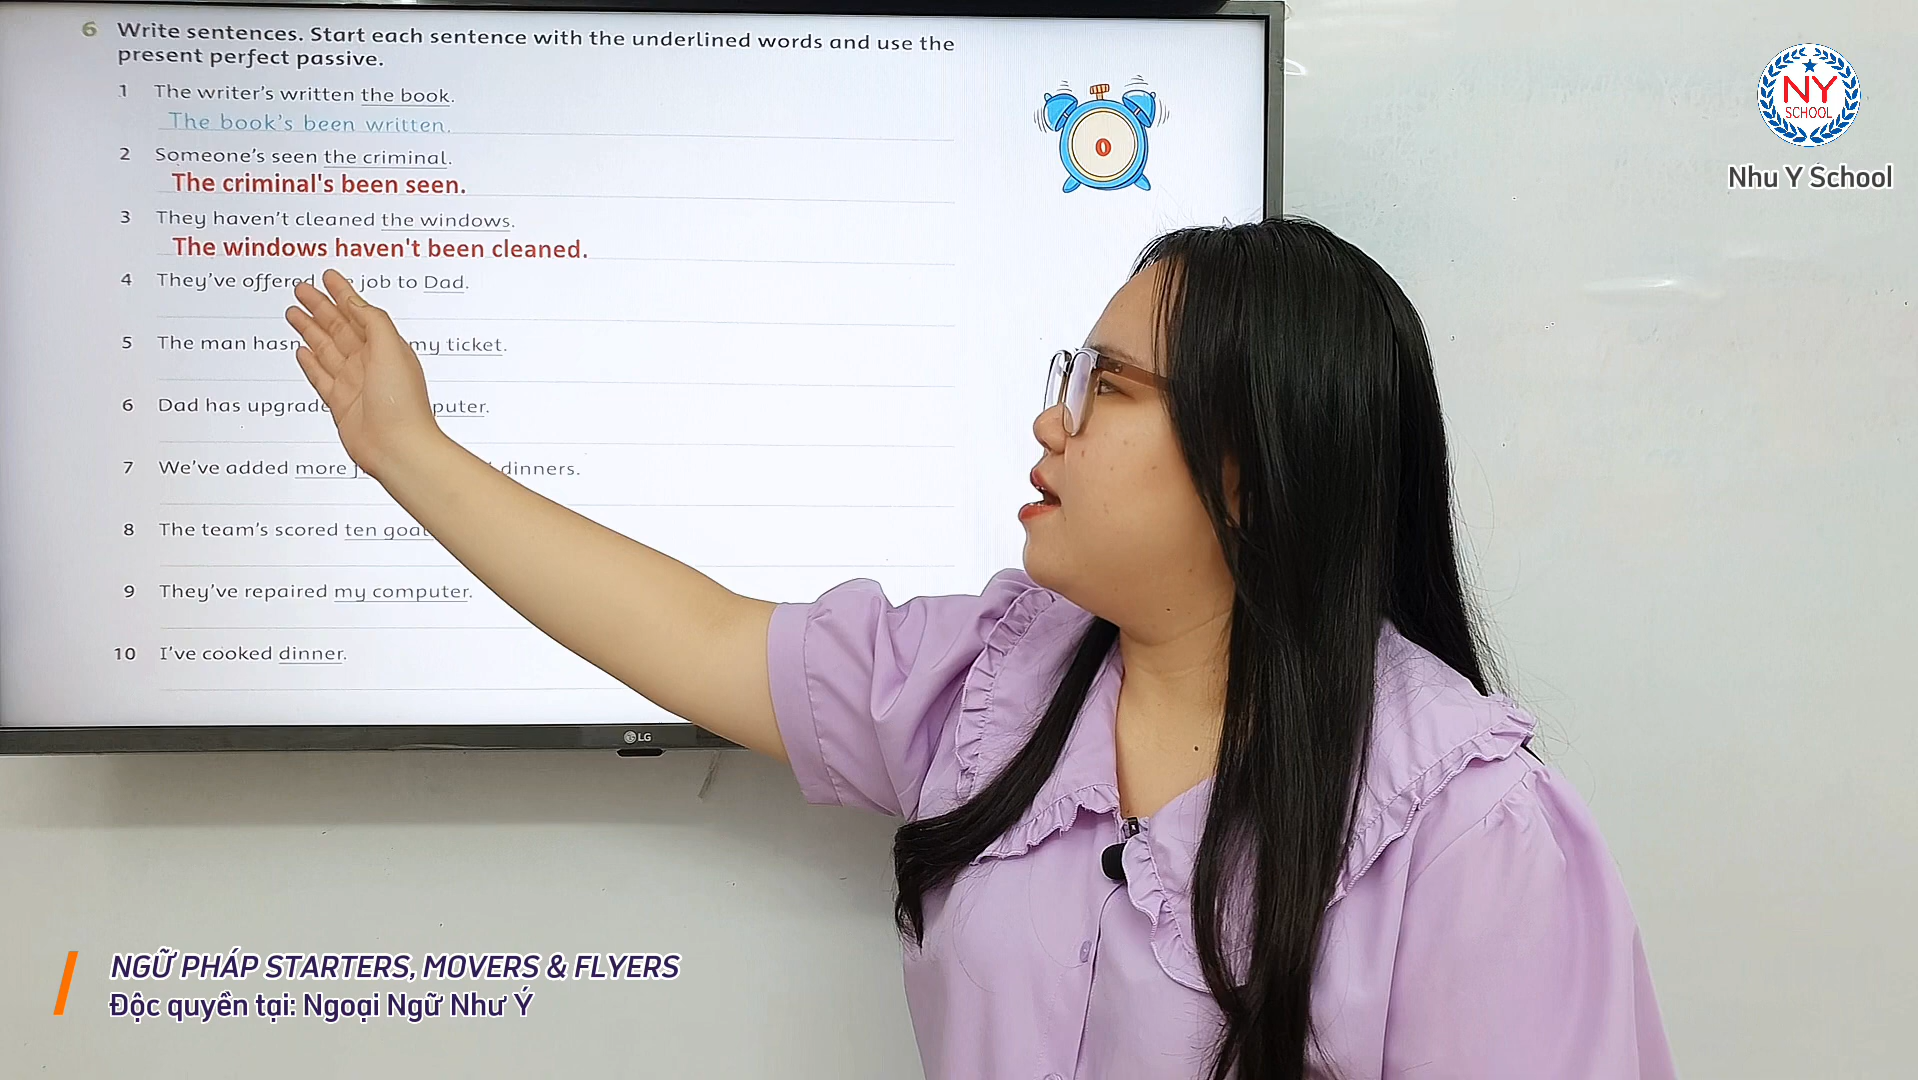 6 Write sentences. Start each sentence with the underlined words and use the
present perfect passive.
1 The writer's written the book.
The book's been written.
2 Someone's seen the criminal.
The criminal's been seen.
3 They haven't cleaned the windows.
The windows haven't been cleaned.
4 They've offered job to Dad.
5 The man my ticket.
6 Dad has
7 We've added more dinners.
8 The team's scored ten
9 They've repaired my computer.
10 I've cooked dinner.
0
NY
SCHOOL
Nhu Y School
LG
NGỮ PHÁP STARTERS, MOVERS & FLYERS
Độc quyền tại: Ngoại Ngữ Như Ý